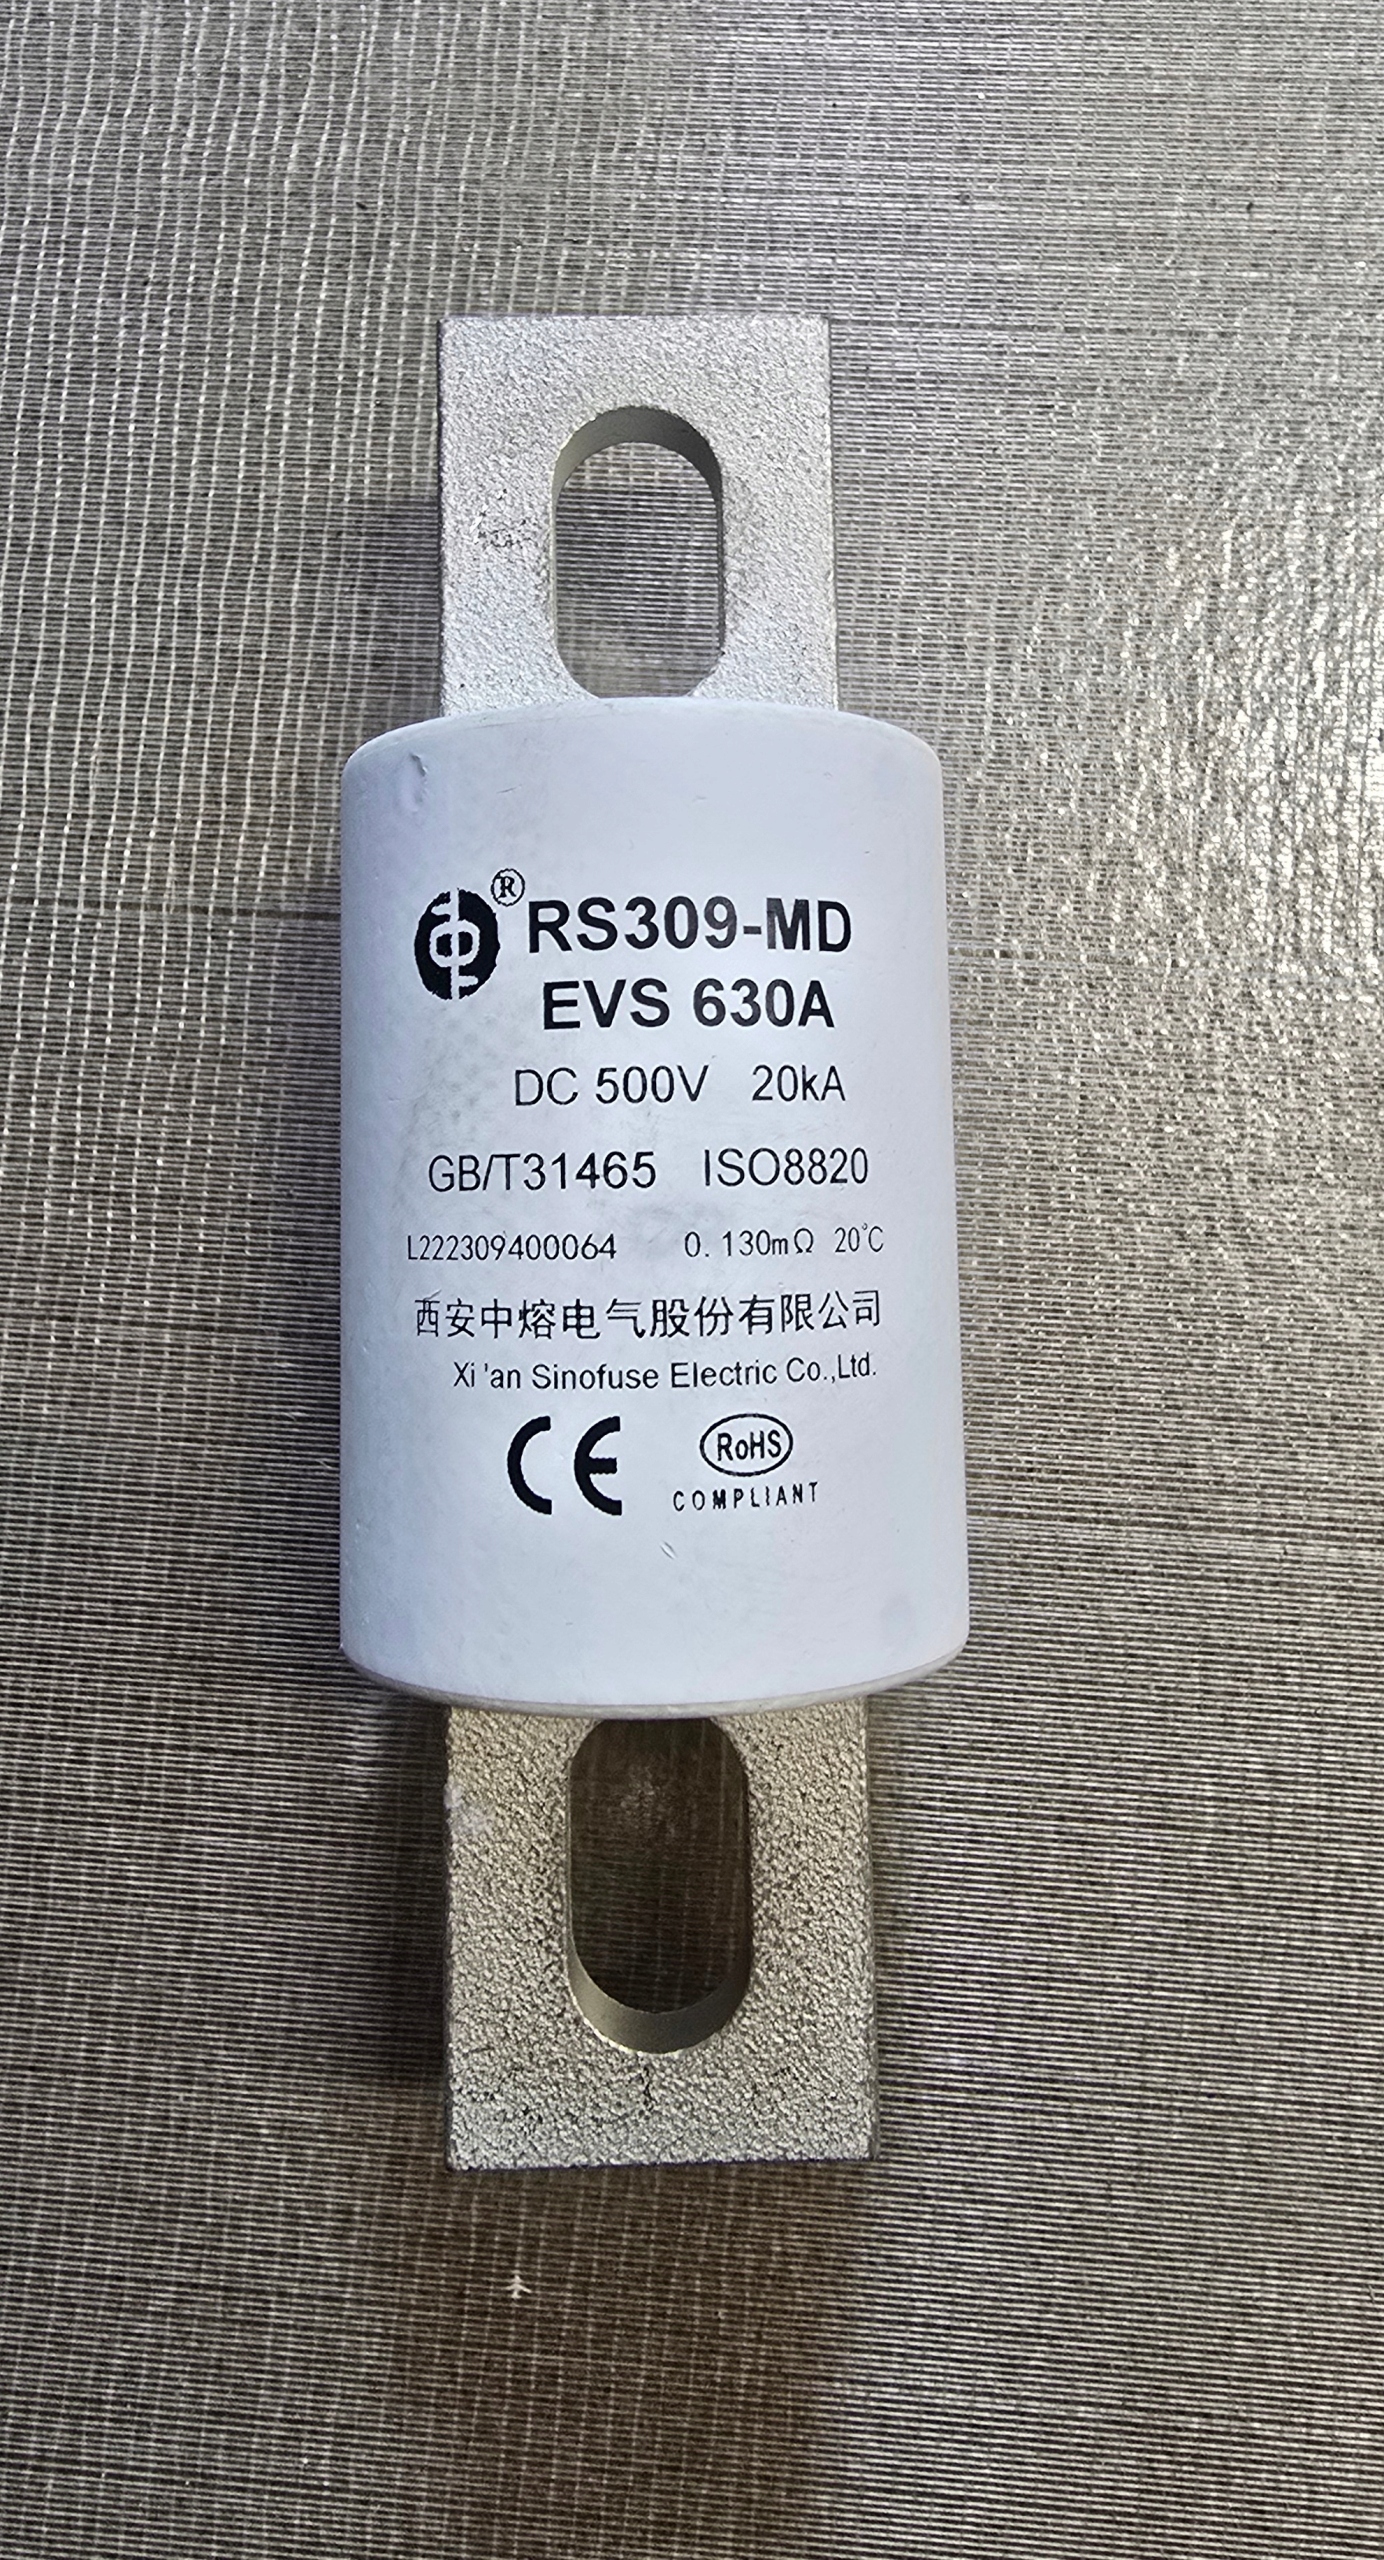 ® RS309-MD
EVS 630A
DC 500V 20kA
GB/T31465 ISO8820
L222309400064 0.130mΩ 20℃
西安中熔电气股份有限公司
Xi'an Sinofuse Electric Co.,Ltd.
CE RoHS
COMPLIANT